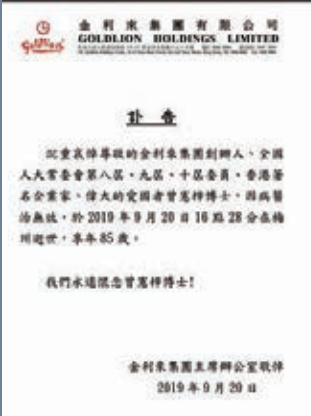 金利來集團有限公司
GOLDLION HOLDINGS LIMITED
Goldlion
訃告
沉重哀悼尊敬的金利來集團創辦人、全國
人大常委會第八屆、九屆、十屆委員、香港著
名企業家、偉大的愛國者曾憲梓博士，因病醫
治無效，於2019年9月20日16點28分在梅
州逝世，享年85歲。
我們永遠懷念曾憲梓博士！
金利來集團主席辦公室敬悼
2019年9月20日